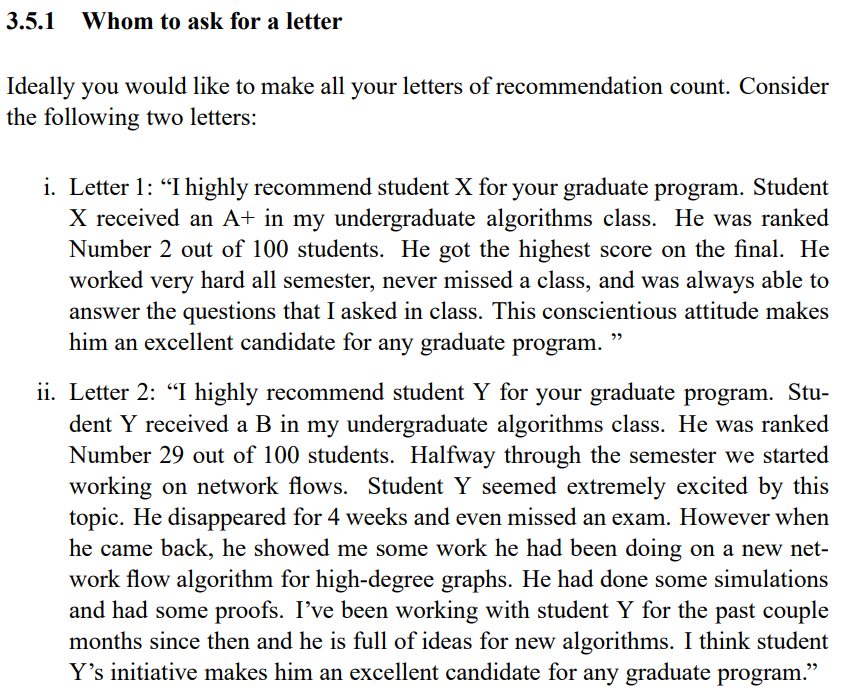 3.5.1 Whom to ask for a letter
Ideally you would like to make all your letters of recommendation count. Consider
the following two letters:
i. Letter 1: “I highly recommend student X for your graduate program. Student
X received an A+ in my undergraduate algorithms class. He was ranked
Number 2 out of 100 students. He got the highest score on the final. He
worked very hard all semester, never missed a class, and was always able to
answer the questions that I asked in class. This conscientious attitude makes
him an excellent candidate for any graduate program. ”
ii. Letter 2: “I highly recommend student Y for your graduate program. Stu-
dent Y received a B in my undergraduate algorithms class. He was ranked
Number 29 out of 100 students. Halfway through the semester we started
working on network flows. Student Y seemed extremely excited by this
topic. He disappeared for 4 weeks and even missed an exam. However when
he came back, he showed me some work he had been doing on a new net-
work flow algorithm for high-degree graphs. He had done some simulations
and had some proofs. I’ve been working with student Y for the past couple
months since then and he is full of ideas for new algorithms. I think student
Y’s initiative makes him an excellent candidate for any graduate program.”